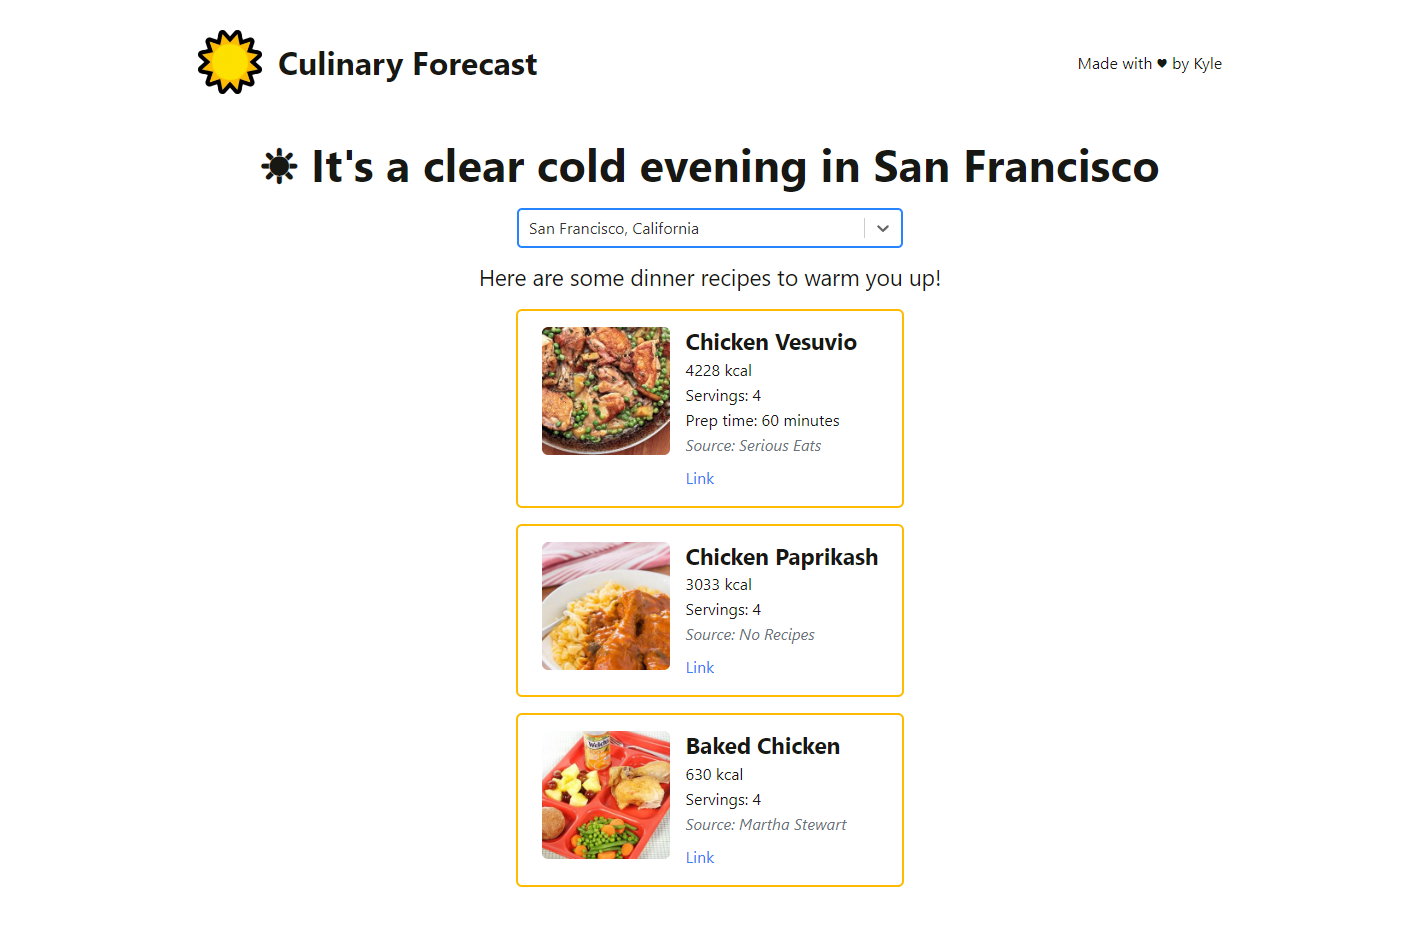 Culinary Forecast
Made with ♥ by Kyle
It's a clear cold evening in San Francisco
San Francisco, California
Here are some dinner recipes to warm you up!
Chicken Vesuvio
4228 kcal
Servings: 4
Prep time: 60 minutes
Source: Serious Eats
Link
Chicken Paprikash
3033 kcal
Servings: 4
Source: No Recipes
Link
Baked Chicken
630 kcal
Servings: 4
Source: Martha Stewart
Link